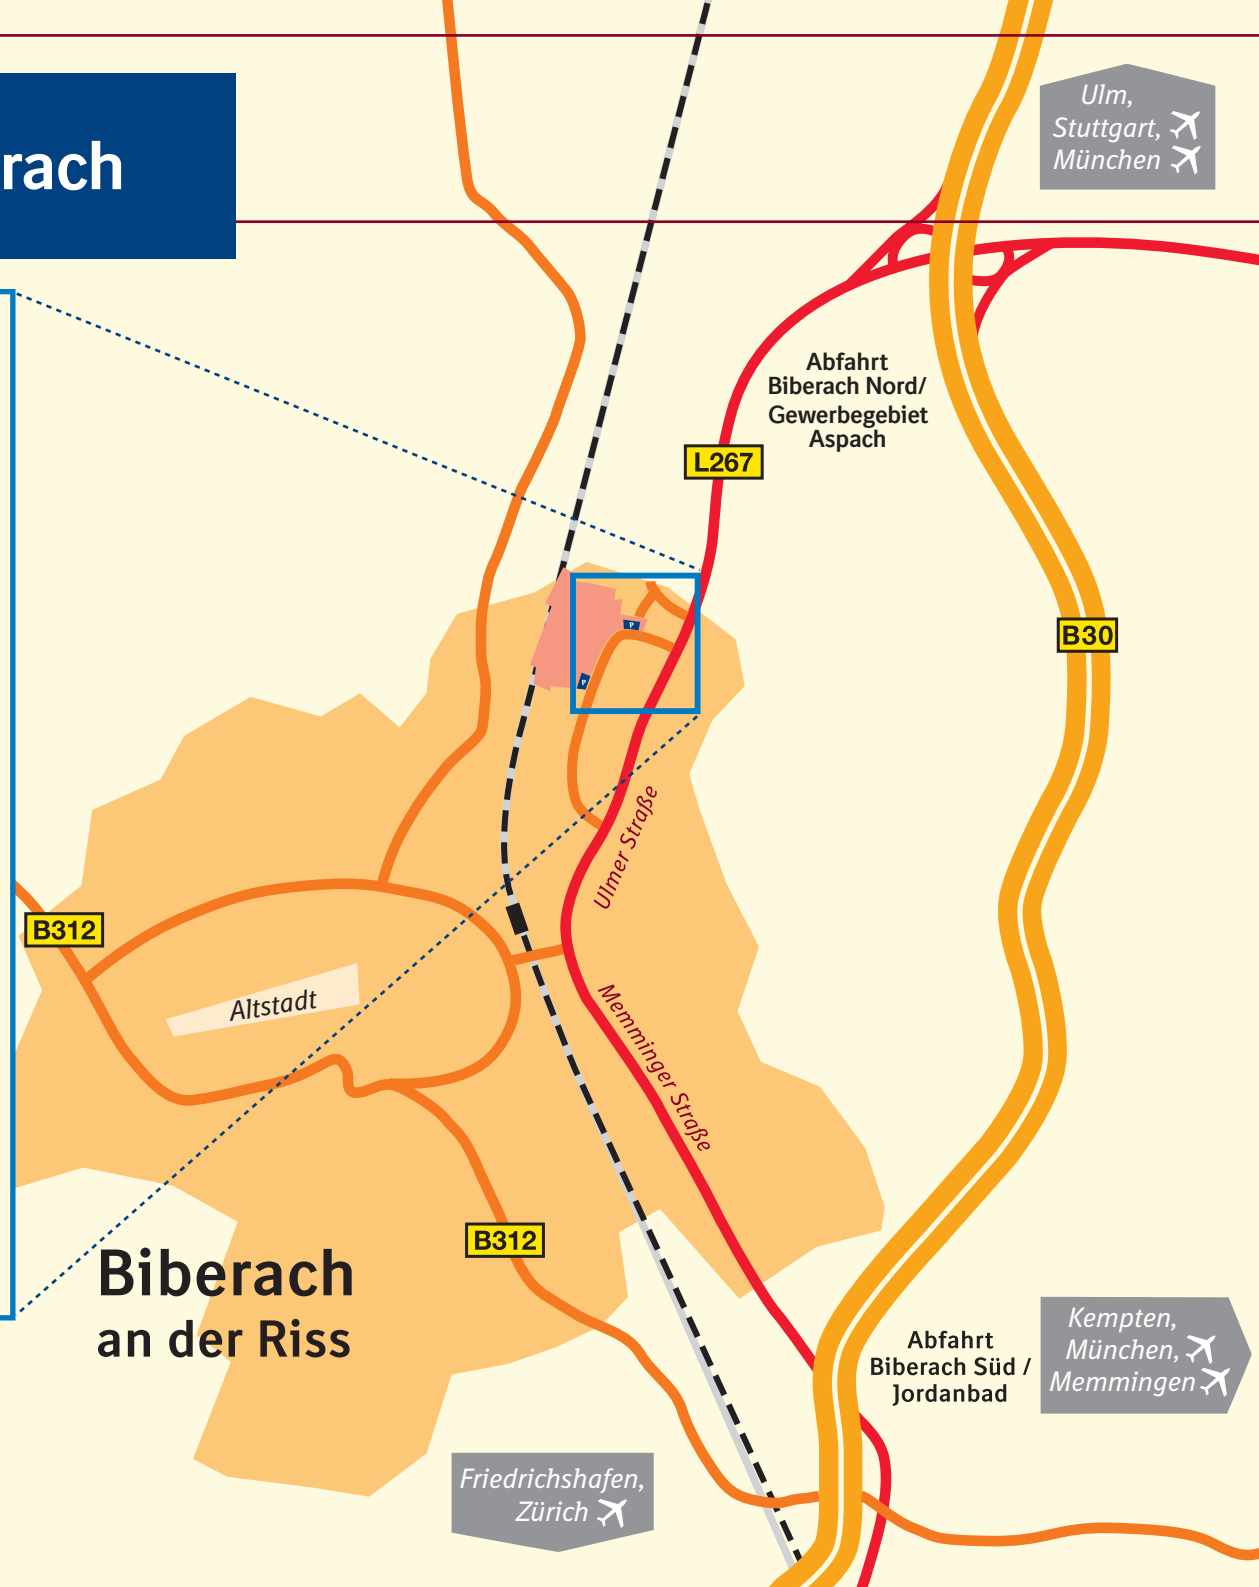 rach
Ulm,
Stuttgart,
München
Abfahrt
Biberach Nord/
Gewerbegebiet
Aspach
L267
P
P
B30
Ulmer Straße
B312
Altstadt
Memminger Straße
B312
Biberach
an der Riss
Abfahrt
Biberach Süd /
Jordanbad
Kempten,
München,
Memmingen
Friedrichshafen,
Zürich